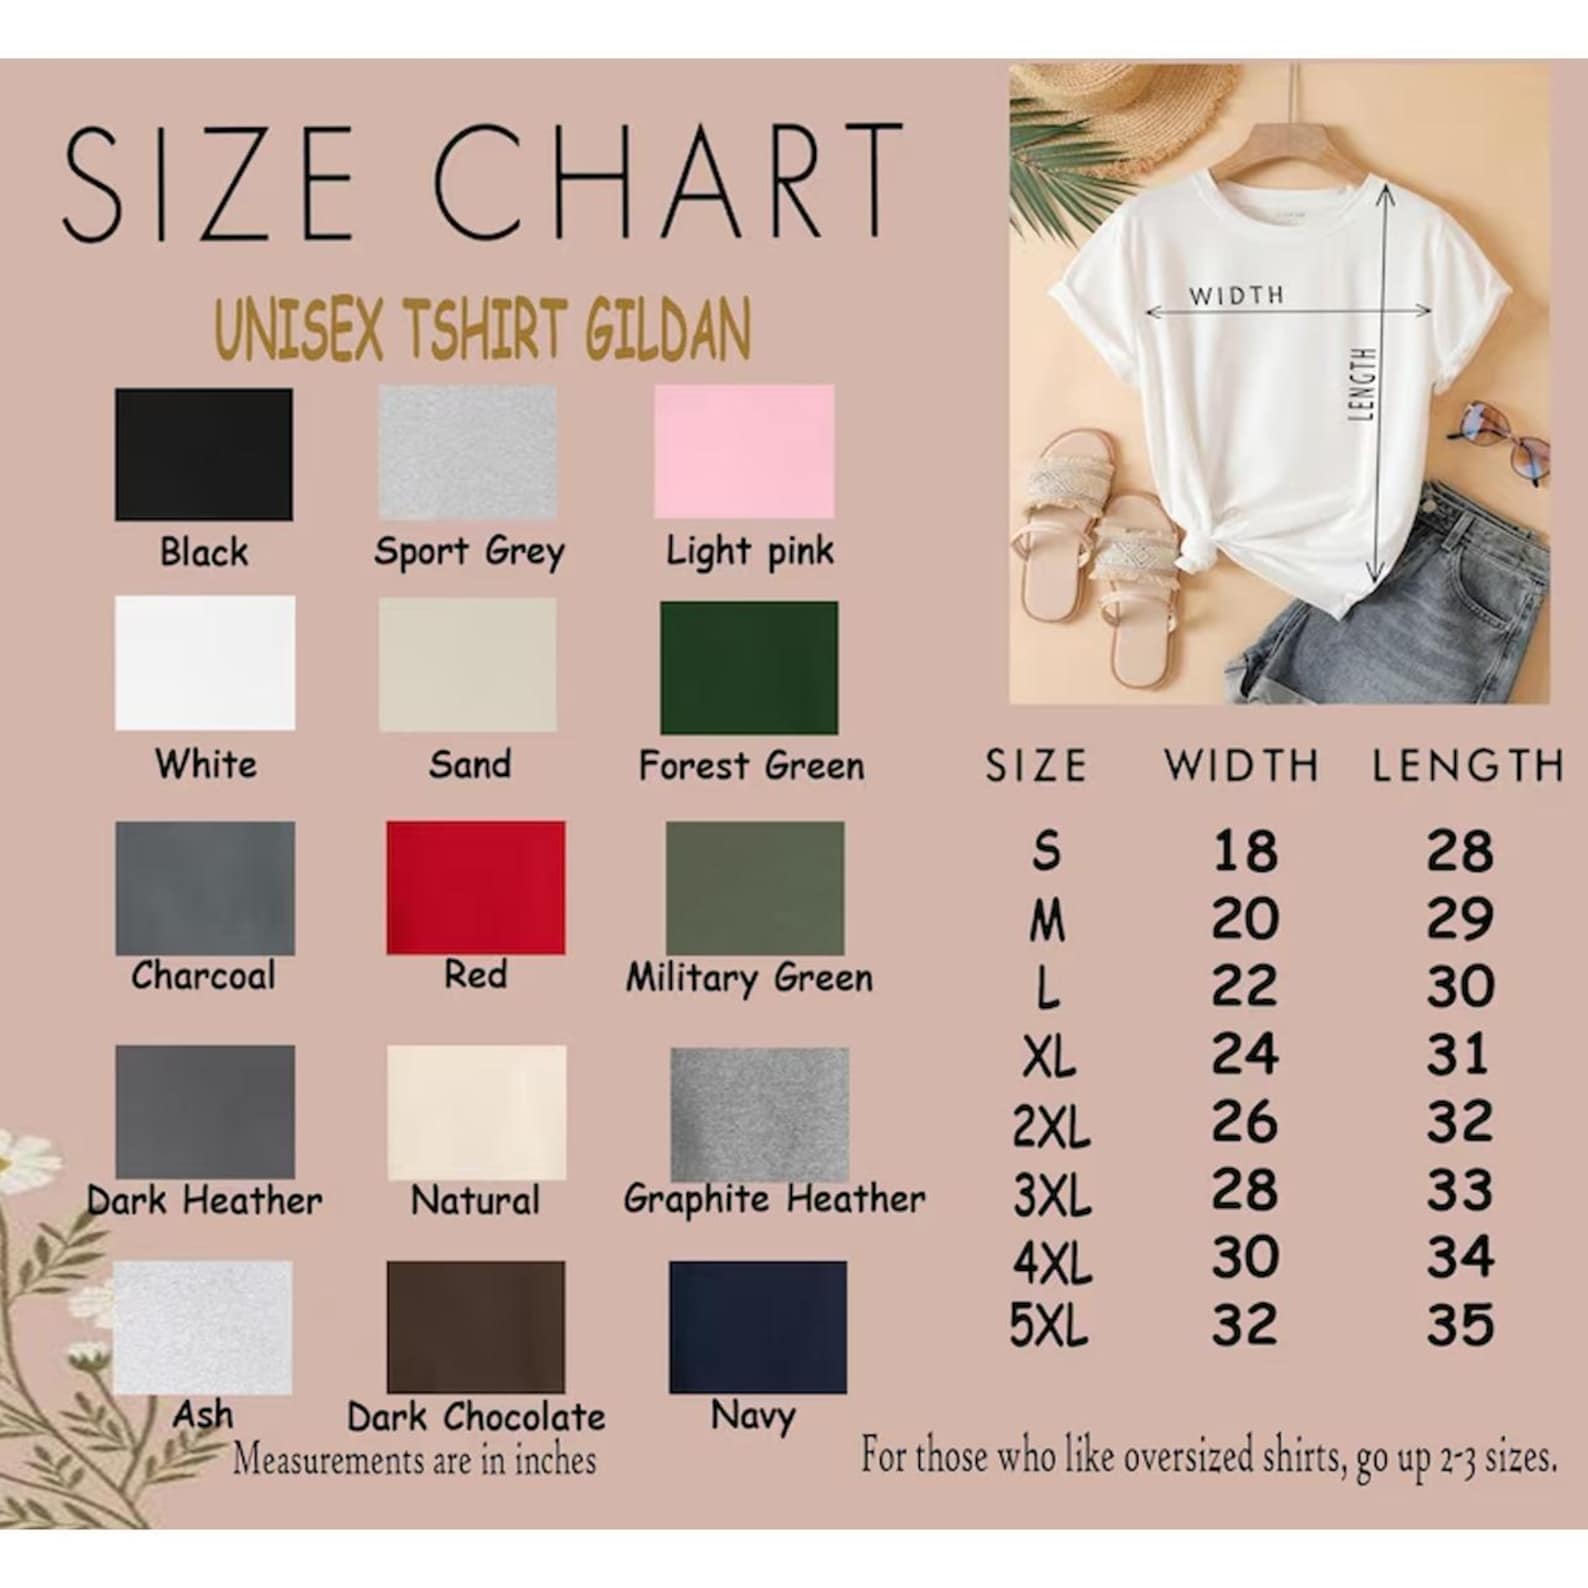 SIZE CHART
UNISEX TSHIRT GILDAN
WIDTH
LENGTH
Black Sport Grey Light pink
White Sand Forest Green
Charcoal Red Military Green
Dark Heather Natural Graphite Heather
Ash Dark Chocolate Navy
Measurements are in inches
SIZE WIDTH LENGTH
S 18 28
M 20 29
L 22 30
XL 24 31
2XL 26 32
3XL 28 33
4XL 30 34
5XL 32 35
For those who like oversized shirts, go up 2-3 sizes.